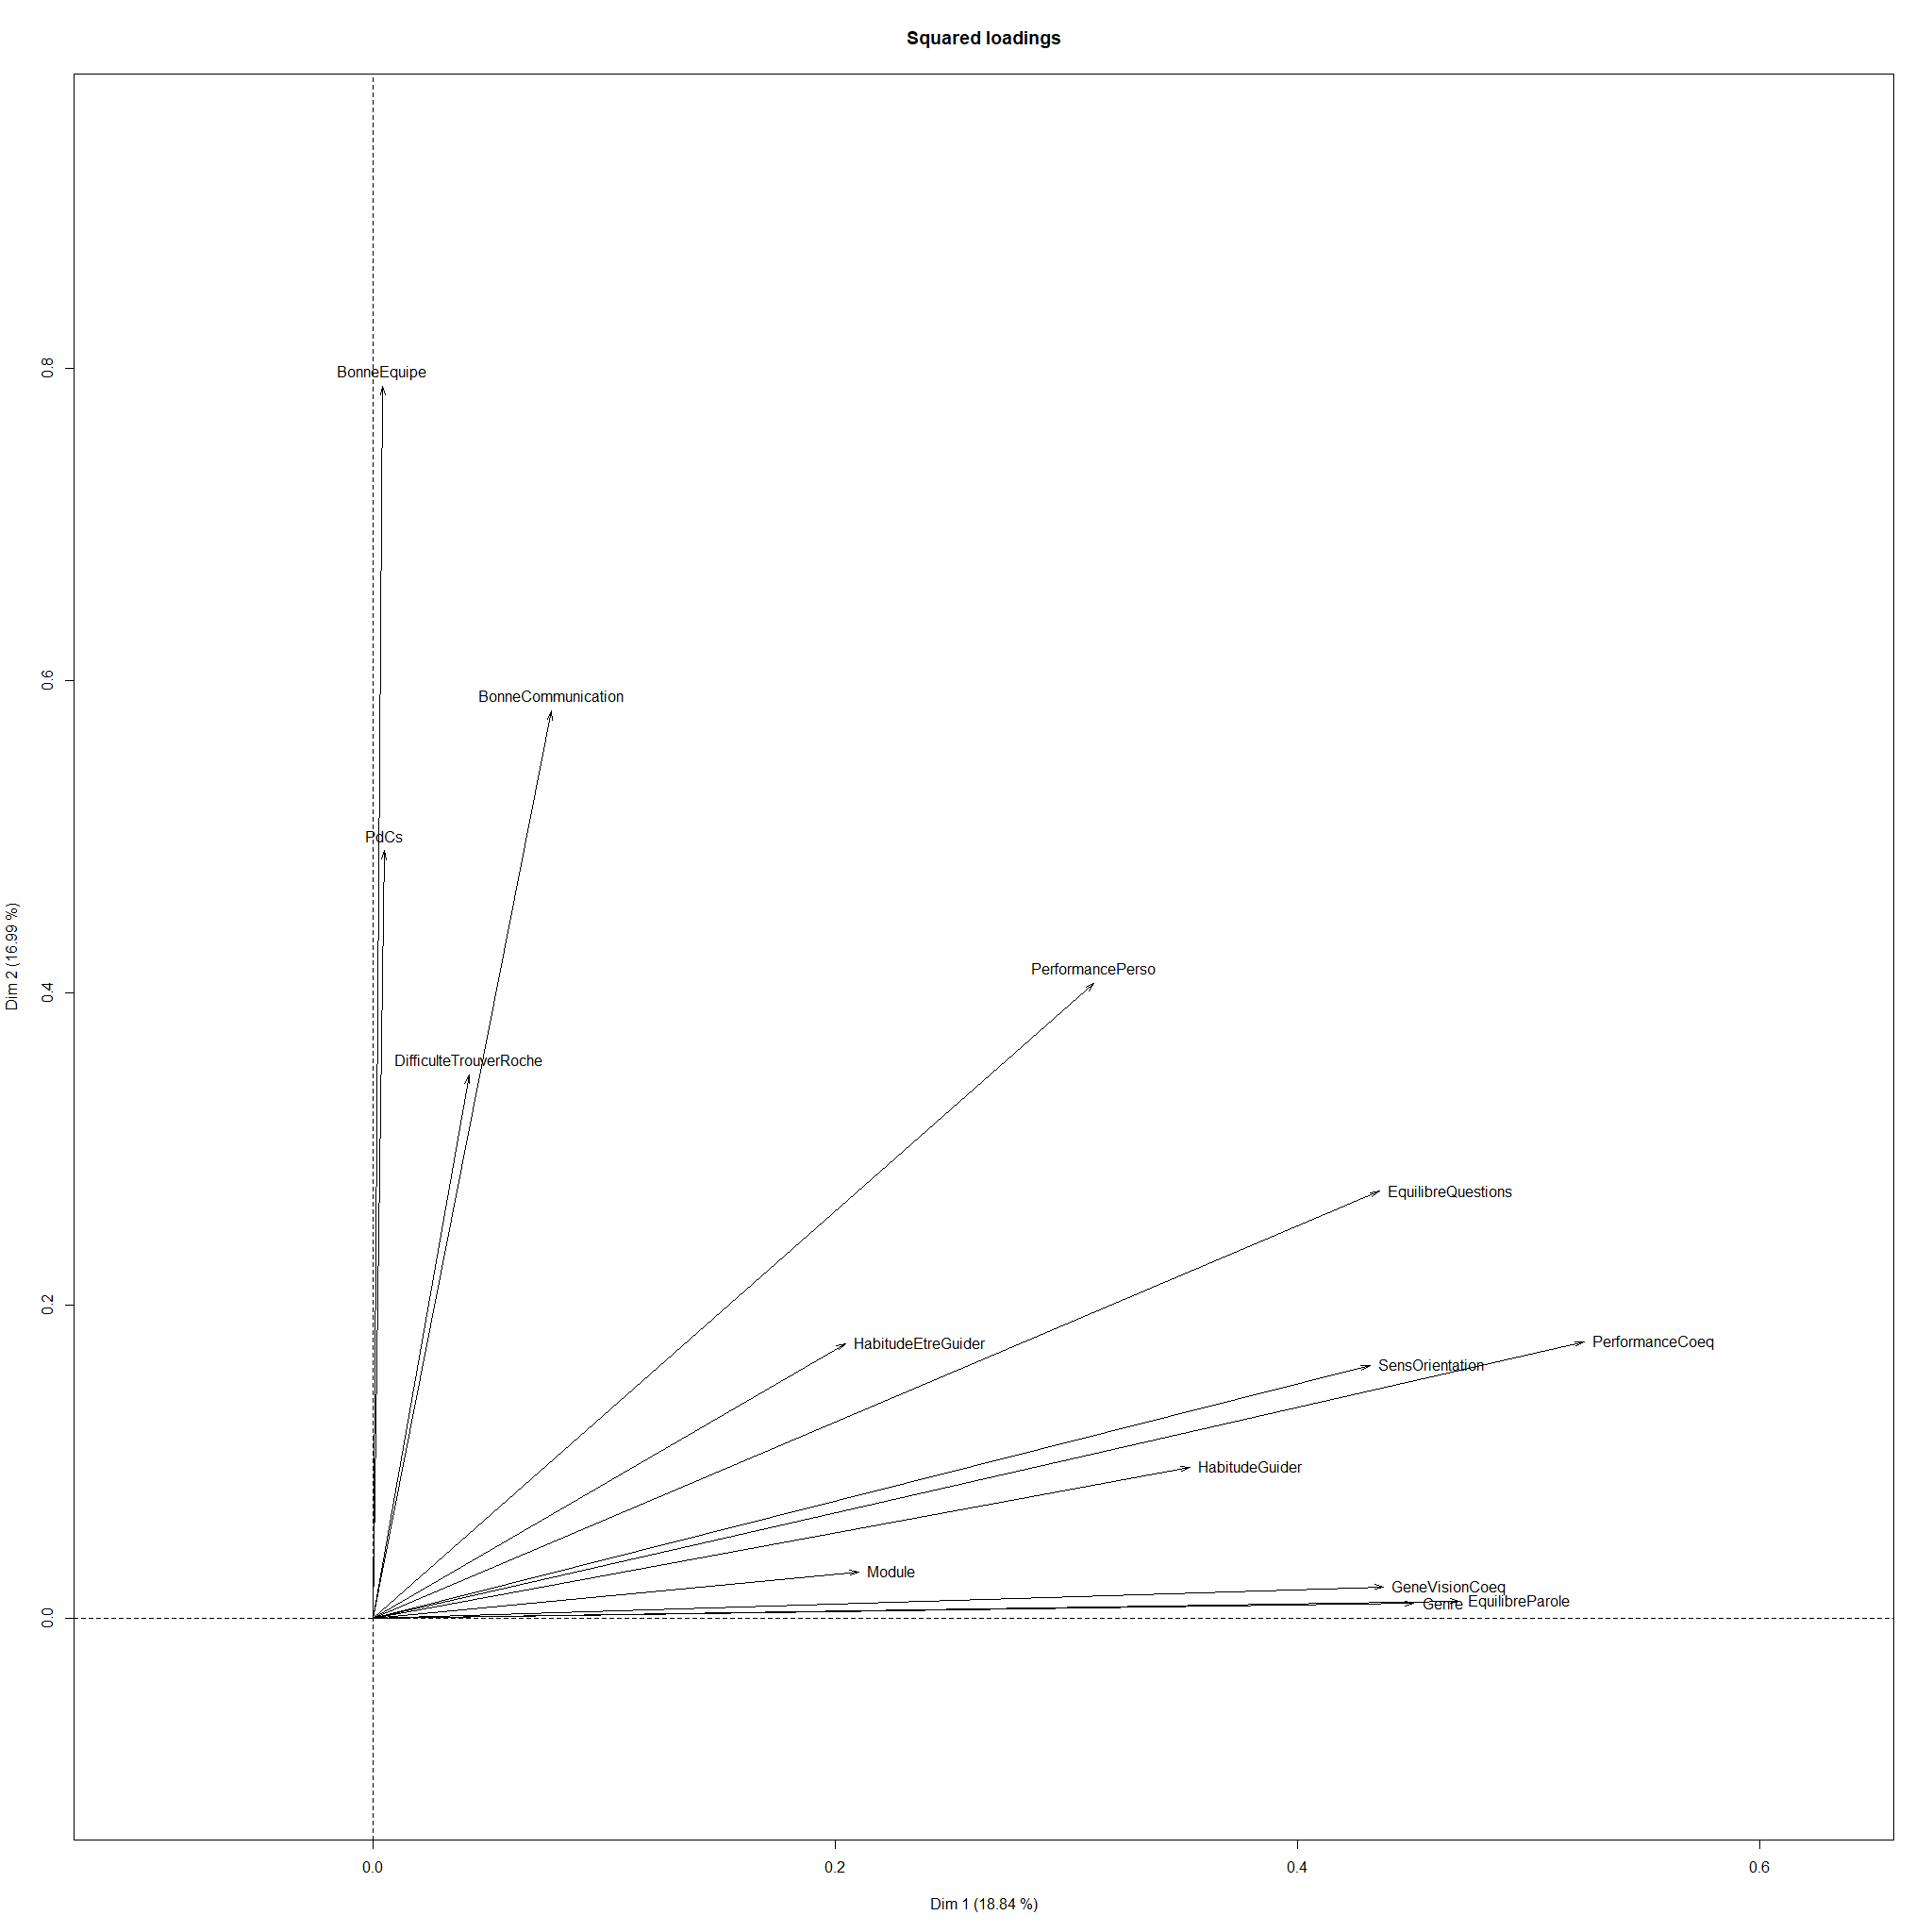 Squared loadings
BonneEquipe
BonneCommunication
PdCs
PerformancePerso
DifficulteTrouverRoche
EquilibreQuestions
HabitudeEtreGuider
PerformanceCoeq
SensOrientation
HabitudeGuider
Module
GeneVisionCoeq
EquilibreParole
Genre
0.8
0.6
0.4
0.2
0.0
Dim 2 (16.99 %)
0.0 0.2 0.4 0.6
Dim 1 (18.84 %)